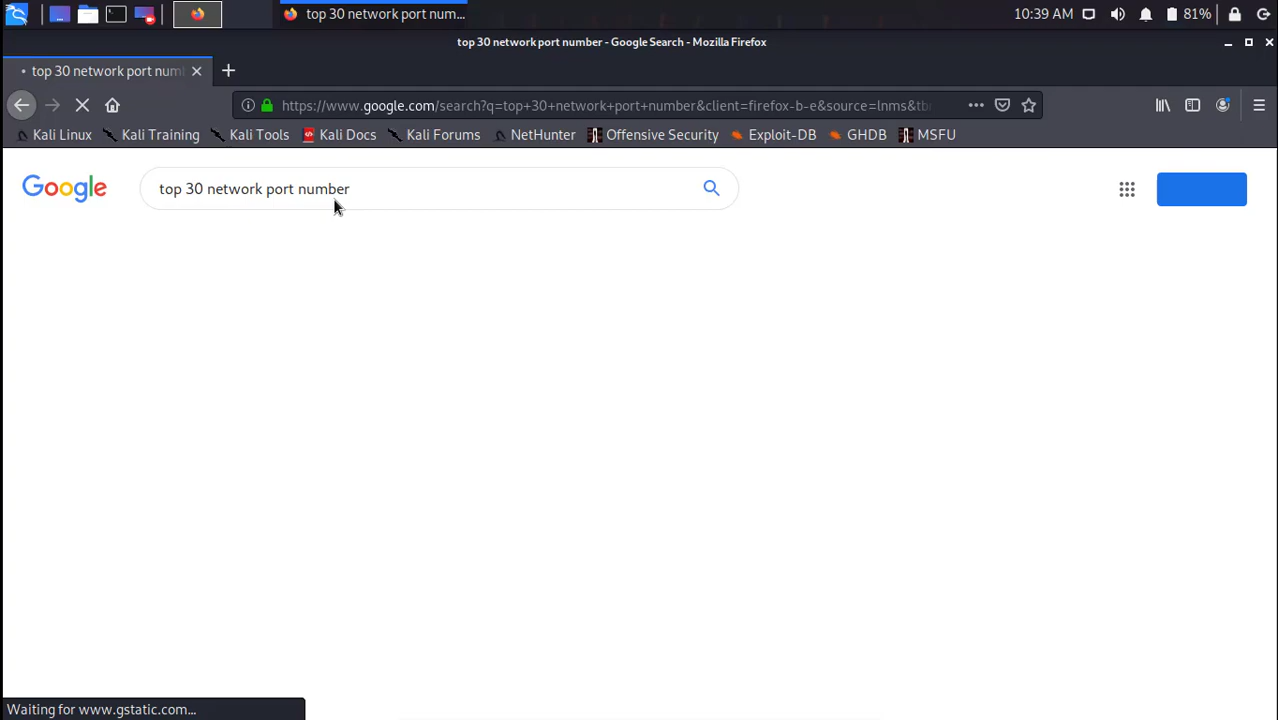 top 30 network port num... 10:39 AM 81%
top 30 network port number - Google Search - Mozilla Firefox
top 30 network port numb
https://www.google.com/search?q=top+30+network+port+number&client=firefox-b-e&source=lnms&tb
Kali Linux Kali Training Kali Tools Kali Docs Kali Forums NetHunter Offensive Security Exploit-DB GHDB MSFU
Google top 30 network port number
Waiting for www.gstatic.com...